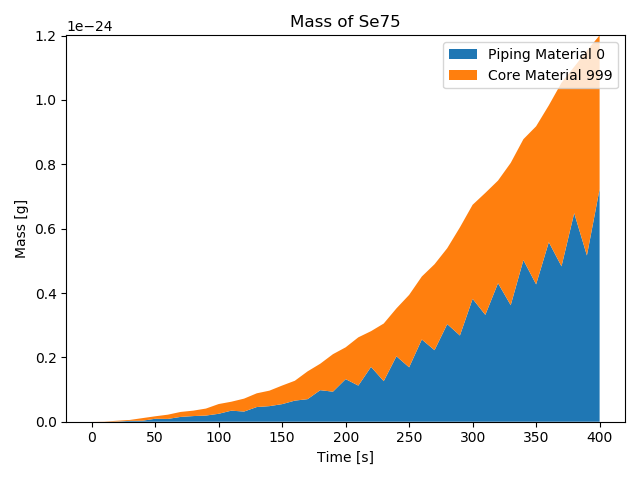 Mass of Se75
1e−24
1.2
1.0
0.8
0.6
0.4
0.2
0.0
Mass [g]
Piping Material 0
Core Material 999
0 50 100 150 200 250 300 350 400
Time [s]